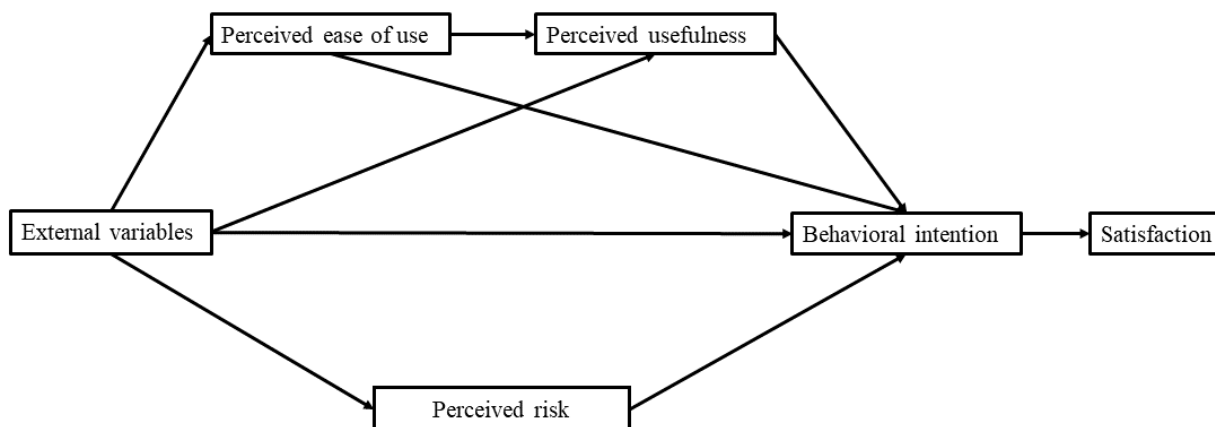 Perceived ease of use
Perceived usefulness
External variables
Behavioral intention
Satisfaction
Perceived risk